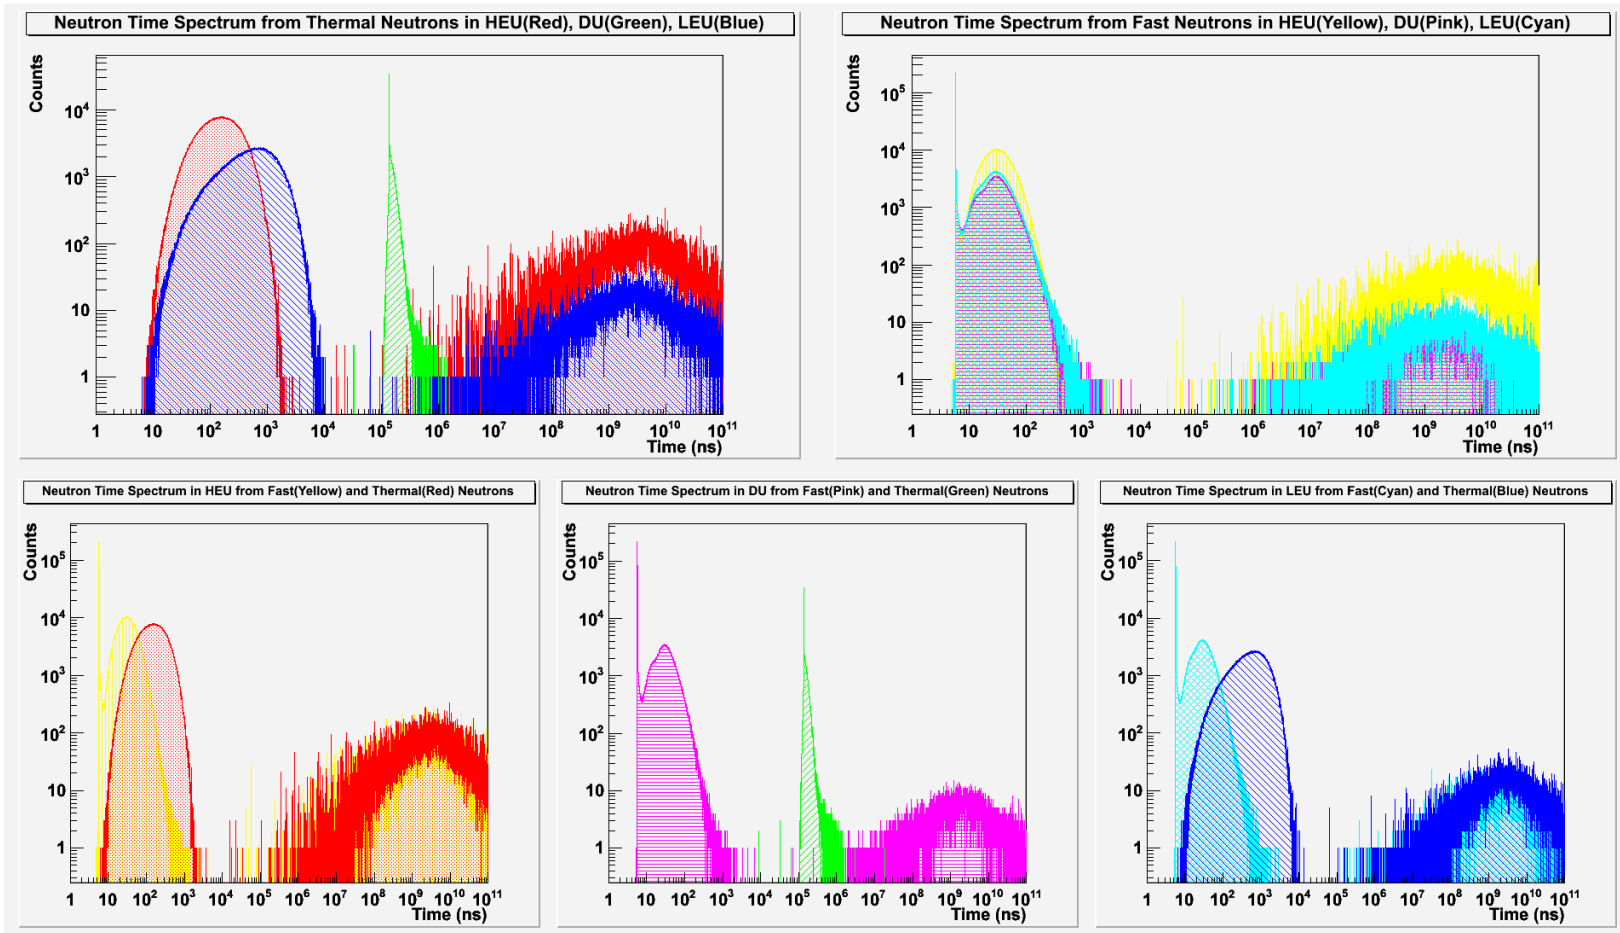 Neutron Time Spectrum from Thermal Neutrons in HEU(Red), DU(Green), LEU(Blue)
Counts
10⁴
10³
10²
10
1
1 10 10² 10³ 10⁴ 10⁵ 10⁶ 10⁷ 10⁸ 10⁹ 10¹⁰ 10¹¹
Time (ns)
Neutron Time Spectrum from Fast Neutrons in HEU(Yellow), DU(Pink), LEU(Cyan)
Counts
10⁵
10⁴
10³
10²
10
1
1 10 10² 10³ 10⁴ 10⁵ 10⁶ 10⁷ 10⁸ 10⁹ 10¹⁰ 10¹¹
Time (ns)
Neutron Time Spectrum in HEU from Fast(Yellow) and Thermal(Red) Neutrons
Counts
10⁵
10⁴
10³
10²
10
1
1 10 10² 10³ 10⁴ 10⁵ 10⁶ 10⁷ 10⁸ 10⁹ 10¹⁰ 10¹¹
Time (ns)
Neutron Time Spectrum in DU from Fast(Pink) and Thermal(Green) Neutrons
Counts
10⁵
10⁴
10³
10²
10
1
1 10 10² 10³ 10⁴ 10⁵ 10⁶ 10⁷ 10⁸ 10⁹ 10¹⁰ 10¹¹
Time (ns)
Neutron Time Spectrum in LEU from Fast(Cyan) and Thermal(Blue) Neutrons
Counts
10⁵
10⁴
10³
10²
10
1
1 10 10² 10³ 10⁴ 10⁵ 10⁶ 10⁷ 10⁸ 10⁹ 10¹⁰ 10¹¹
Time (ns)